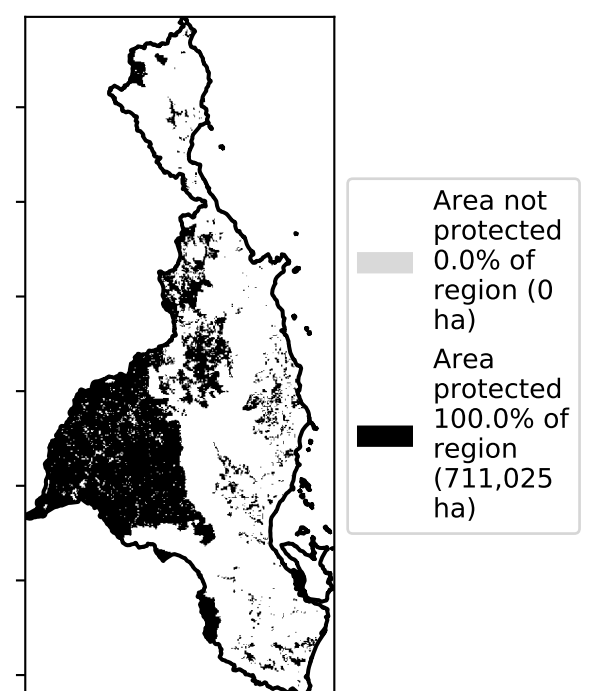 Area not
protected
0.0% of
region (0
ha)
Area
protected
100.0% of
region
(711,025
ha)